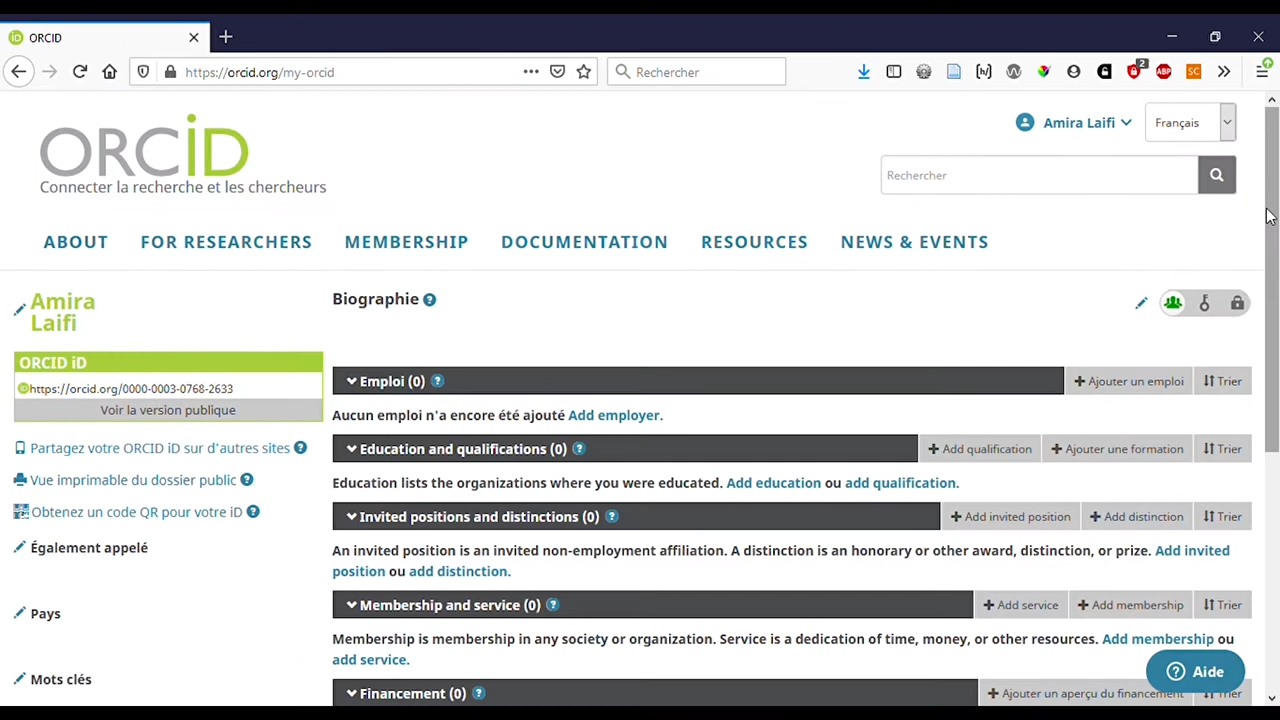 ORCID
https://orcid.org/my-orcid
Rechercher
2
ABP
SC
ORCiD
Connecter la recherche et les chercheurs
Amira Laifi
Français
Rechercher
ABOUT FOR RESEARCHERS MEMBERSHIP DOCUMENTATION RESOURCES NEWS & EVENTS
Amira
Laifi
ORCID iD
https://orcid.org/0000-0003-0768-2633
Voir la version publique
Partagez votre ORCID iD sur d'autres sites
Vue imprimable du dossier public
Obtenez un code QR pour votre iD
Également appelé
Pays
Mots clés
Biographie
Emploi (0) Ajouter un emploi Trier
Aucun emploi n'a encore été ajouté Add employer.
Education and qualifications (0) Add qualification Ajouter une formation Trier
Education lists the organizations where you were educated. Add education ou add qualification.
Invited positions and distinctions (0) Add invited position Add distinction Trier
An invited position is an invited non-employment affiliation. A distinction is an honorary or other award, distinction, or prize. Add invited
position ou add distinction.
Membership and service (0) Add service Add membership Trier
Membership is membership in any society or organization. Service is a dedication of time, money, or other resources. Add membership ou
add service.
Financement (0) Ajouter un aperçu du financement Trier
Aide